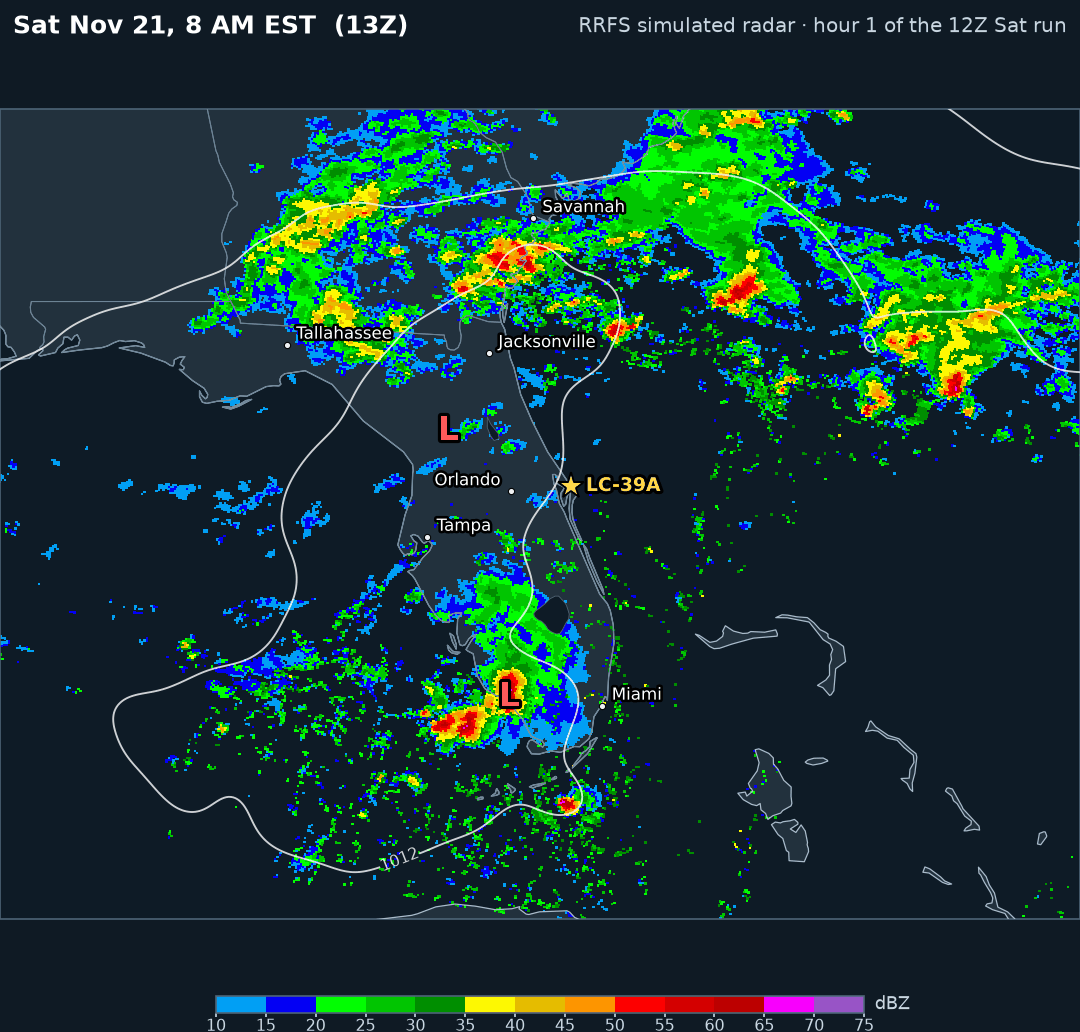 Sat Nov 21, 8 AM EST (13Z)
RRFS simulated radar · hour 1 of the 12Z Sat run
Savannah
Tallahassee
Jacksonville
L
Orlando
LC-39A
Tampa
L
Miami
1012
dBZ
10 15 20 25 30 35 40 45 50 55 60 65 70 75